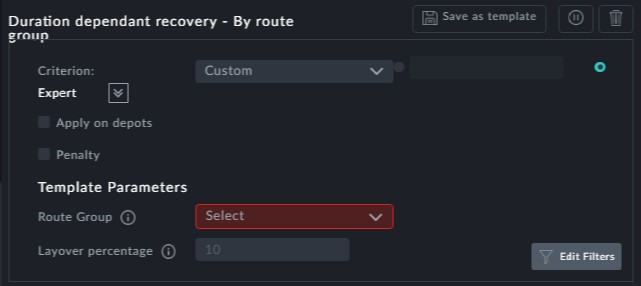 Duration dependant recovery - By route
group
Save as template
Criterion:
Custom
Expert
Apply on depots
Penalty
Template Parameters
Route Group
Select
Layover percentage
10
Edit Filters